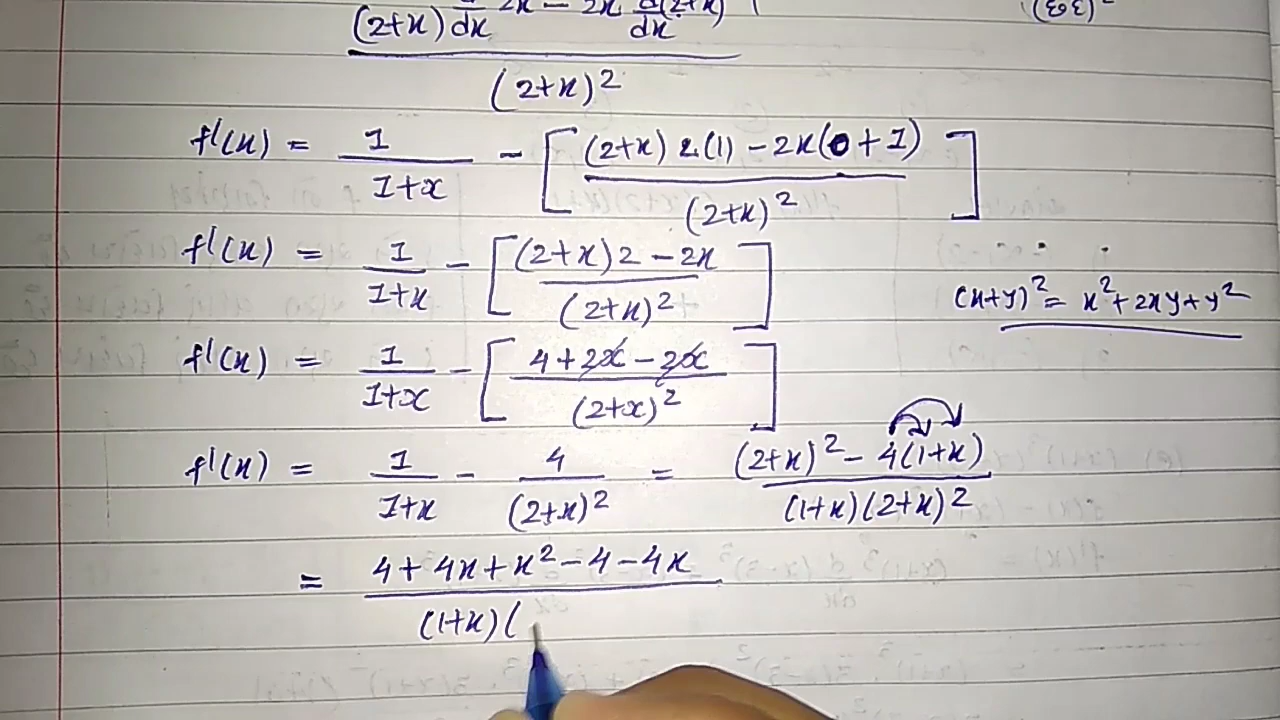 (2+x) d/dx 2x - 2x d(2+x)/dx
(2+x)²
f'(x) = 1/(1+x) - [((2+x) 2(1) - 2x(0+1))/(2+x)²]
f'(x) = 1/(1+x) - [((2+x)2 - 2x)/(2+x)²]
(x+y)² = x²+2xy+y²
f'(x) = 1/(1+x) - [(4+2x-2x)/(2+x)²]
f'(x) = 1/(1+x) - 4/(2+x)² = ((2+x)² - 4(1+x))/((1+x)(2+x)²)
= (4+4x+x²-4-4x)/((1+x)(